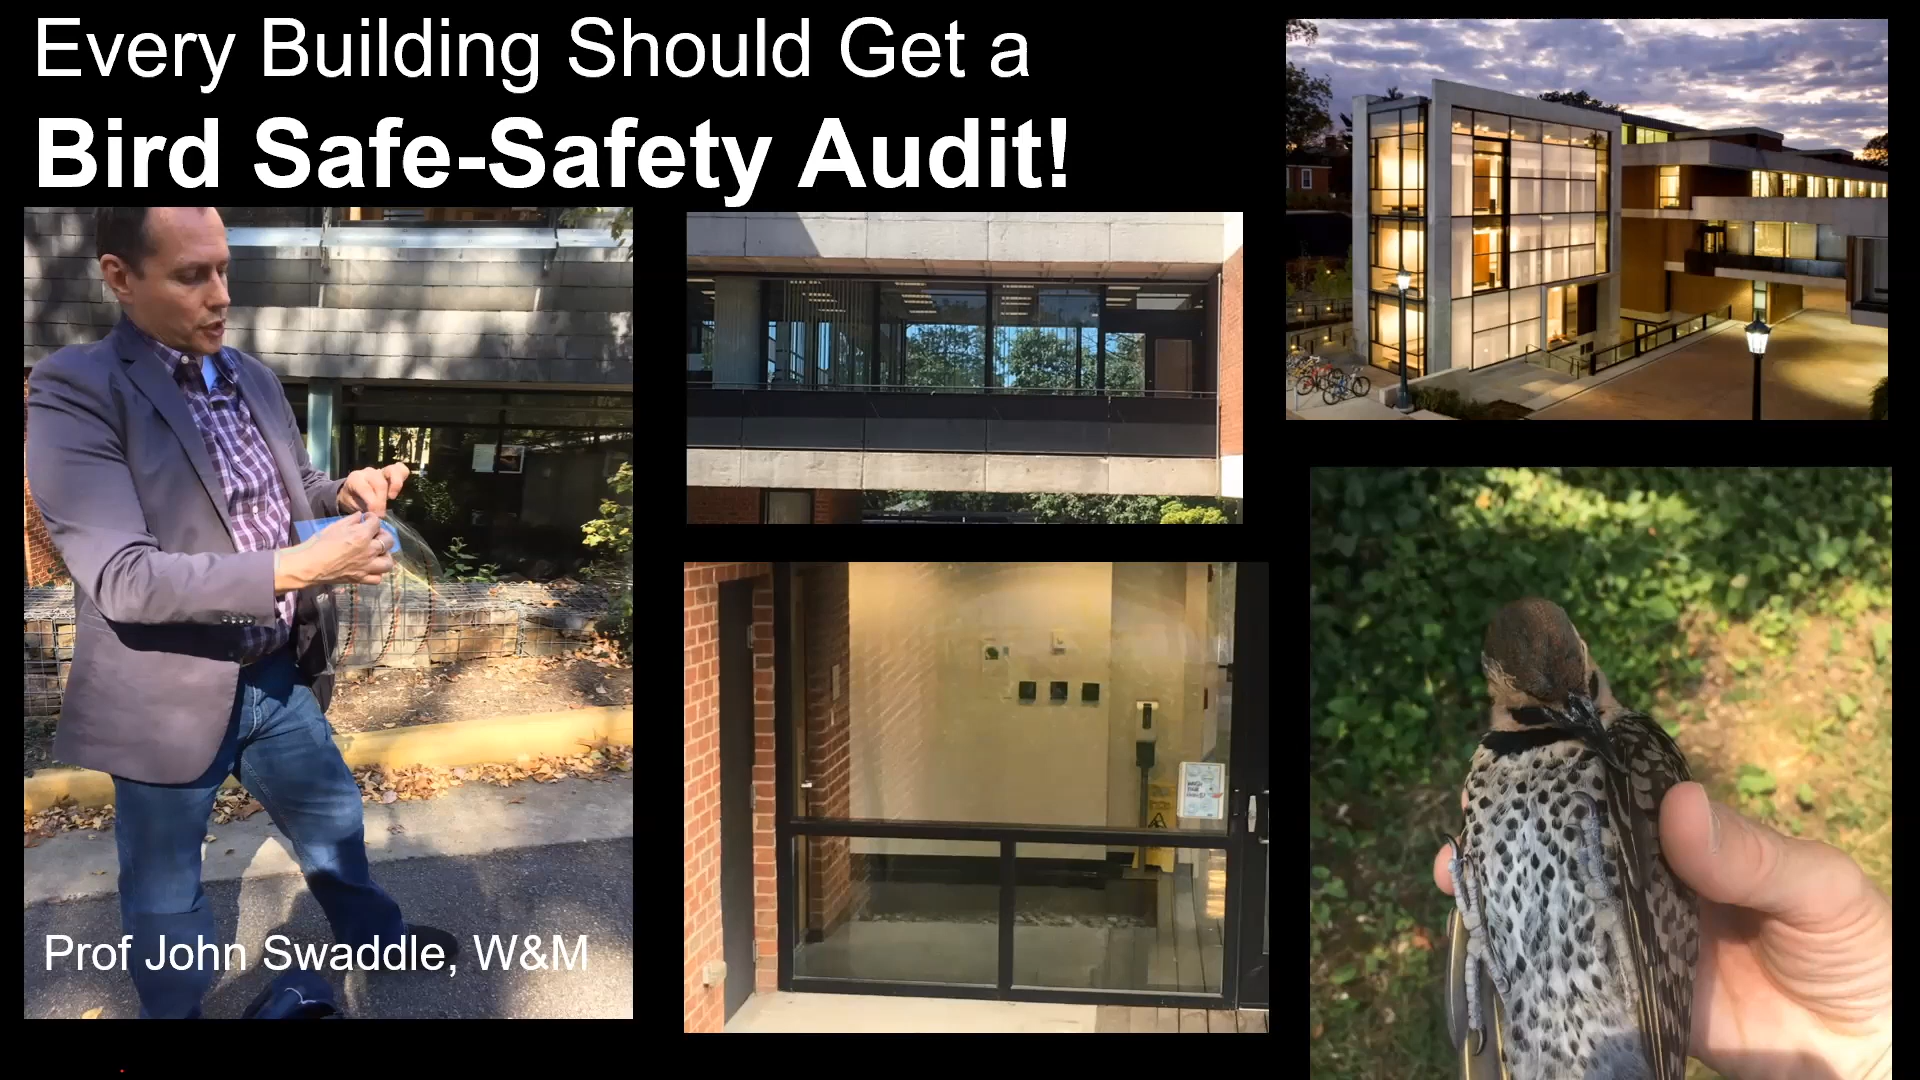 Every Building Should Get a
Bird Safe-Safety Audit!
Prof John Swaddle, W&M